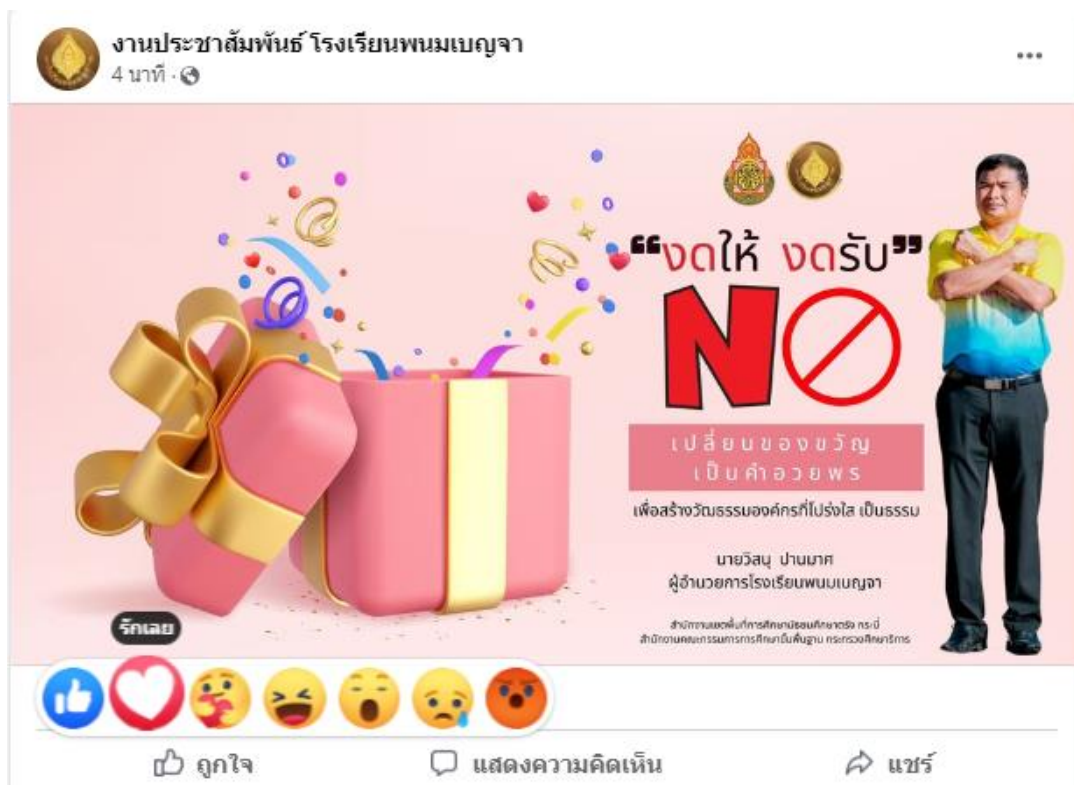 งานประชาสัมพันธ์ โรงเรียนพนมเบญจา
4 นาที ·
“งดให้ งดรับ”
NO
เปลี่ยนของขวัญ
เป็นคำอวยพร
เพื่อสร้างวัฒธรรมองค์กรที่โปร่งใส เป็นธรรม
นายวิสนุ ปานมาศ
ผู้อำนวยการโรงเรียนพนมเบญจา
สำนักงานเขตพื้นที่การศึกษามัธยมศึกษาตรัง กระบี่
สำนักงานคณะกรรมการการศึกษาขั้นพื้นฐาน กระทรวงศึกษาธิการ
รักเลย
ถูกใจ
แสดงความคิดเห็น
แชร์